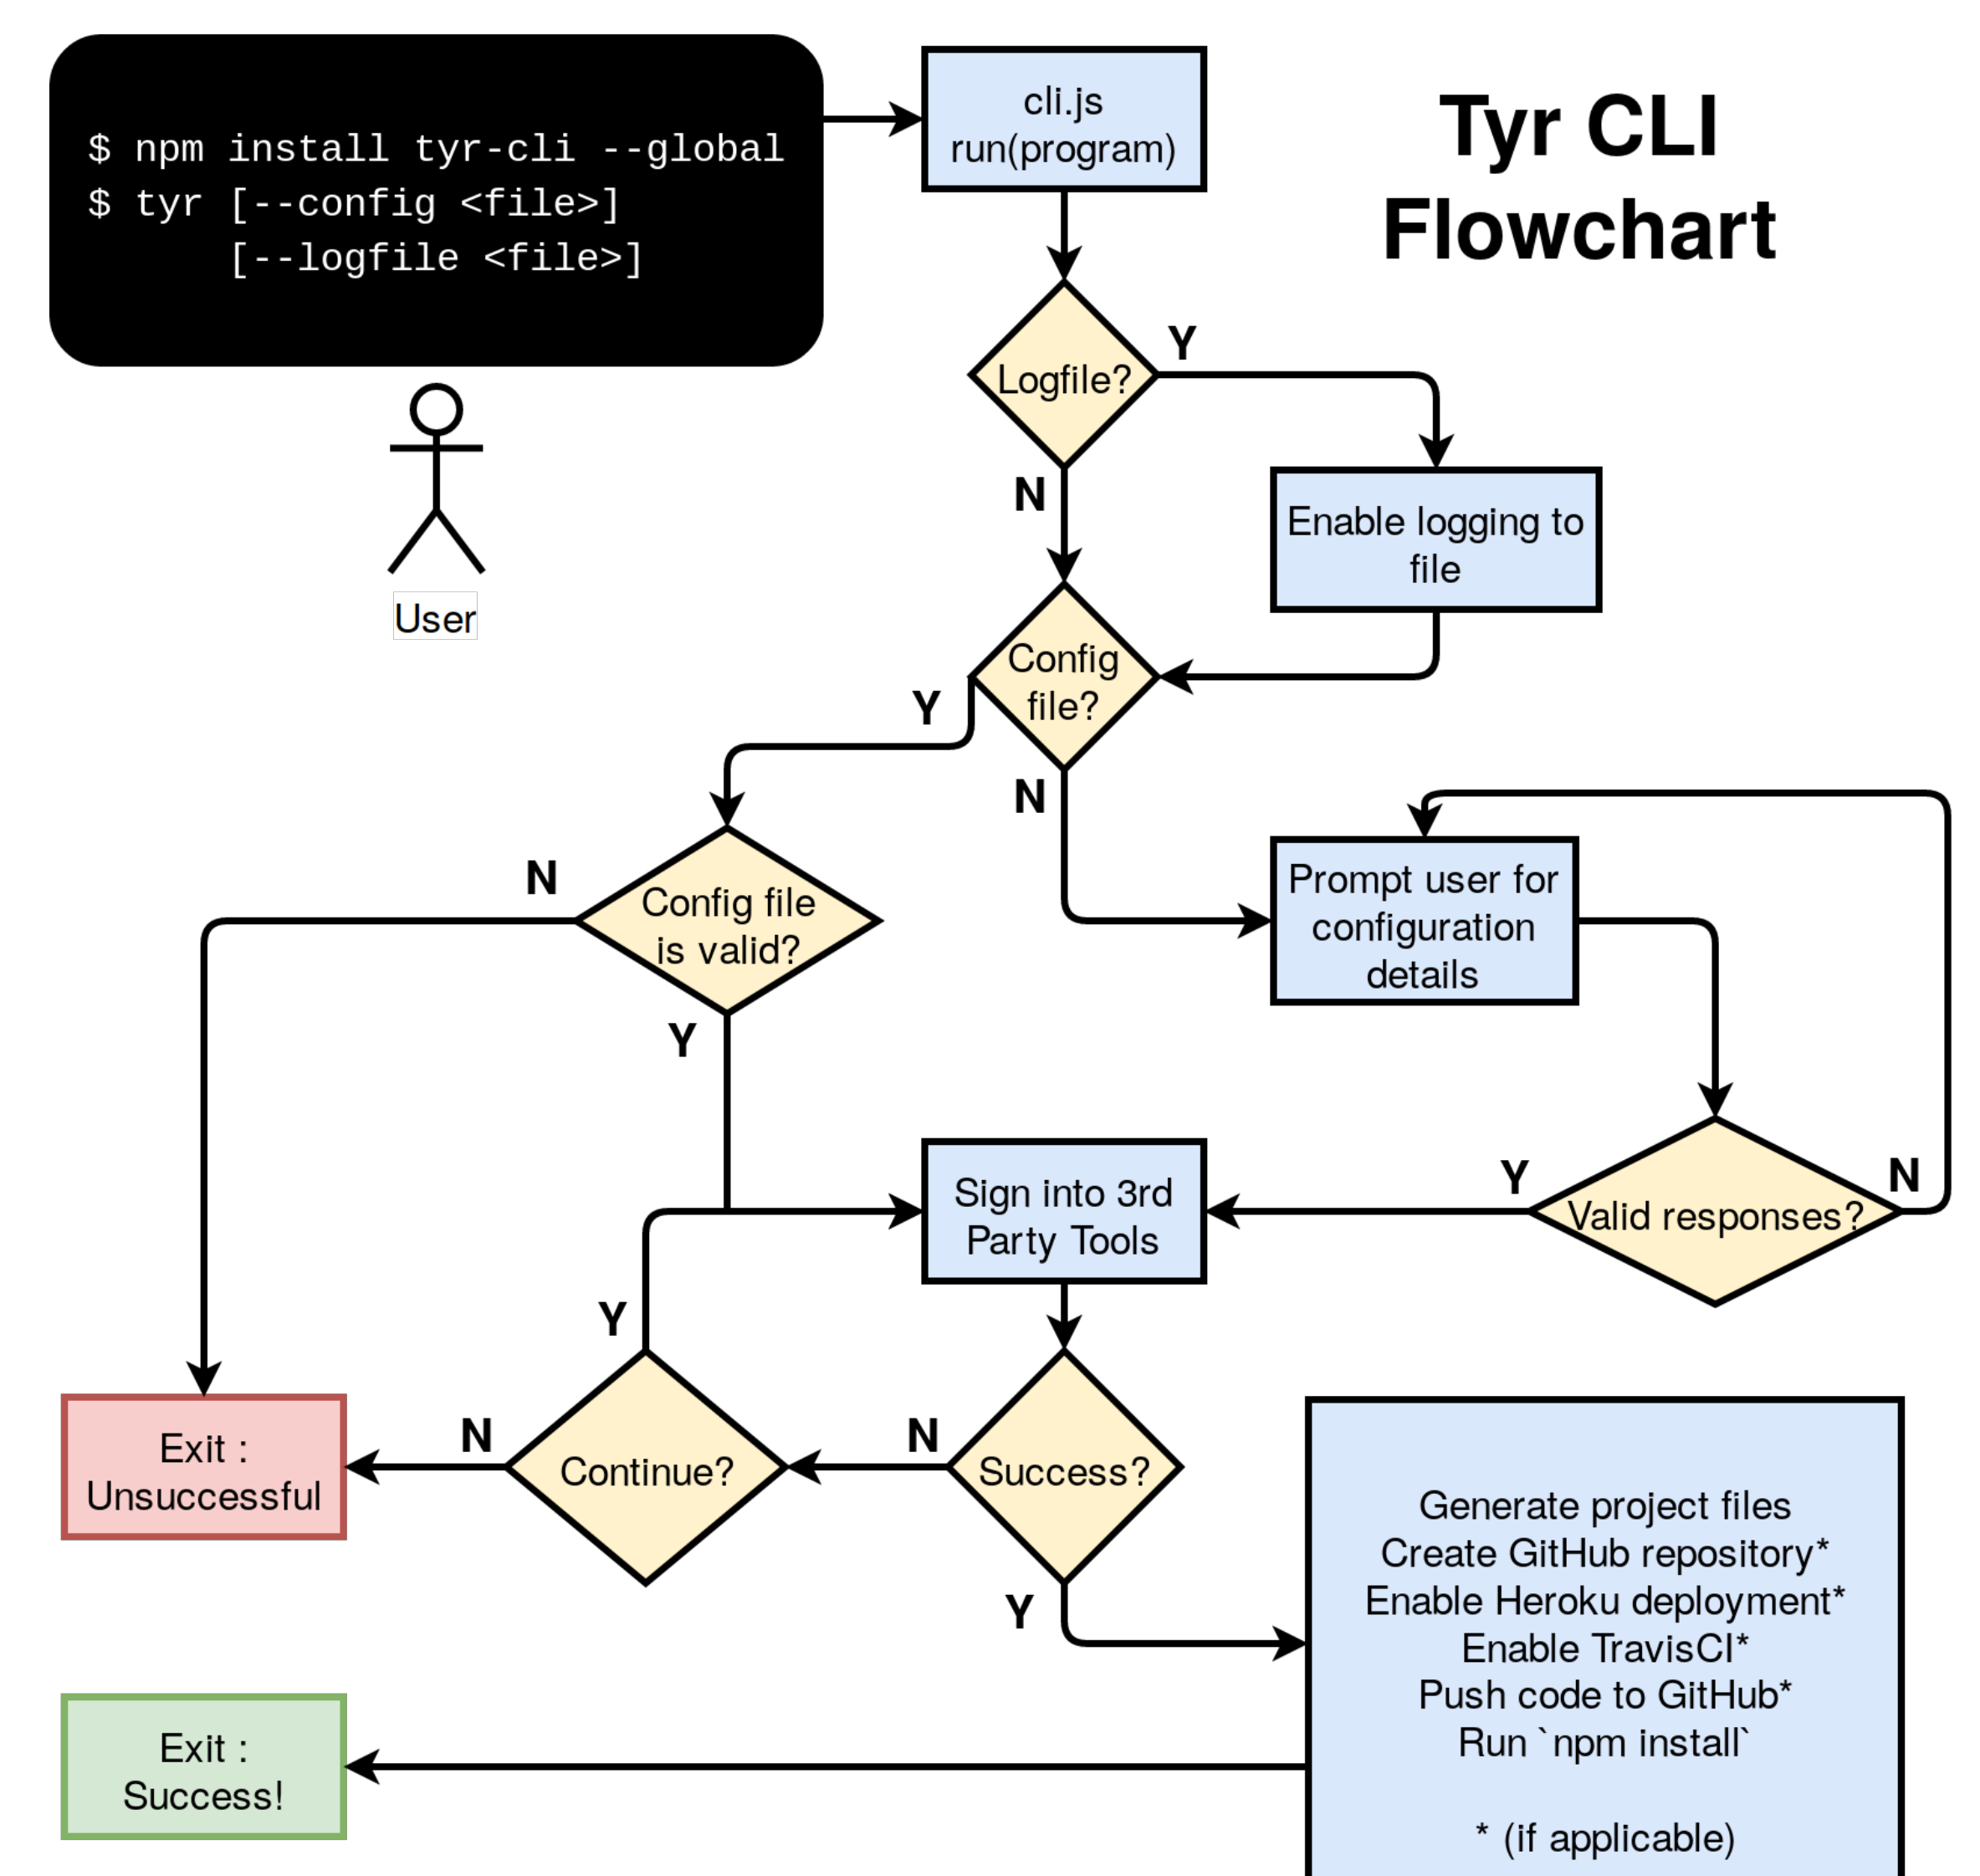 $ npm install tyr-cli --global
$ tyr [--config <file>]
[--logfile <file>]
User
cli.js
run(program)
Tyr CLI
Flowchart
Logfile?
Y
N
Enable logging to
file
Config
file?
Y
N
Config file
is valid?
N
Y
Prompt user for
configuration
details
Valid responses?
Y
N
Sign into 3rd
Party Tools
Success?
N
Y
Continue?
Y
N
Exit :
Unsuccessful
Generate project files
Create GitHub repository*
Enable Heroku deployment*
Enable TravisCI*
Push code to GitHub*
Run `npm install`
* (if applicable)
Exit :
Success!